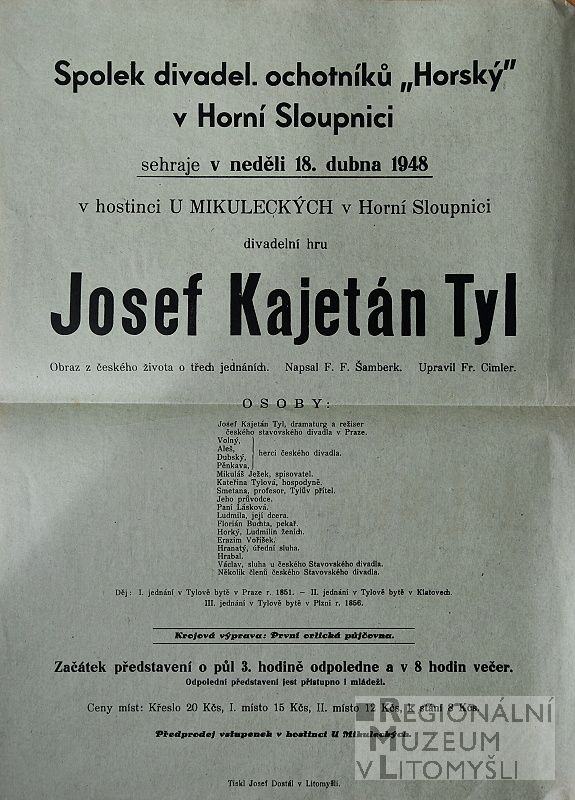 Spolek divadel. ochotníků „Horský”
v Horní Sloupnici
sehraje v neděli 18. dubna 1948
v hostinci U MIKULECKÝCH v Horní Sloupnici
divadelní hru
Josef Kajetán Tyl
Obraz z českého života o třech jednáních. Napsal F. F. Šamberk. Upravil Fr. Cimler.
OSOBY:
Josef Kajetán Tyl, dramaturg a režiser
českého stavovského divadla v Praze.
Volný,
Aleš,
Dubský,
Pěnkava,
herci českého divadla.
Mikuláš Ježek, spisovatel.
Kateřina Tylová, hospodyně.
Smetana, profesor, Tylův přítel.
Jeho průvodce.
Paní Lásková.
Ludmila, její dcera.
Florián Buchta, pekař.
Horký, Ludmilin ženich.
Erazim Voříšek.
Hranatý, úřední sluha.
Hrabal.
Václav, sluha u českého Stavovského divadla.
Několik členů českého Stavovského divadla.
Děj: I. jednání v Tylově bytě v Praze r. 1851. – II. jednání v Tylově bytě v Klatovech.
III. jednání v Tylově bytě v Plzni r. 1856.
Krojová výprava: První orlická půjčovna.
Začátek představení o půl 3. hodině odpoledne a v 8 hodin večer.
Odpolední představení jest přístupno i mládeži.
Ceny míst: Křeslo 20 Kčs, I. místo 15 Kčs, II. místo 12 Kčs, k stání 8 Kčs.
Předprodej vstupenek v hostinci U Mikuleckých.
REGIONÁLNÍ
MUZEUM
V LITOMYŠLI
Tiskl Josef Dostál v Litomyšli.